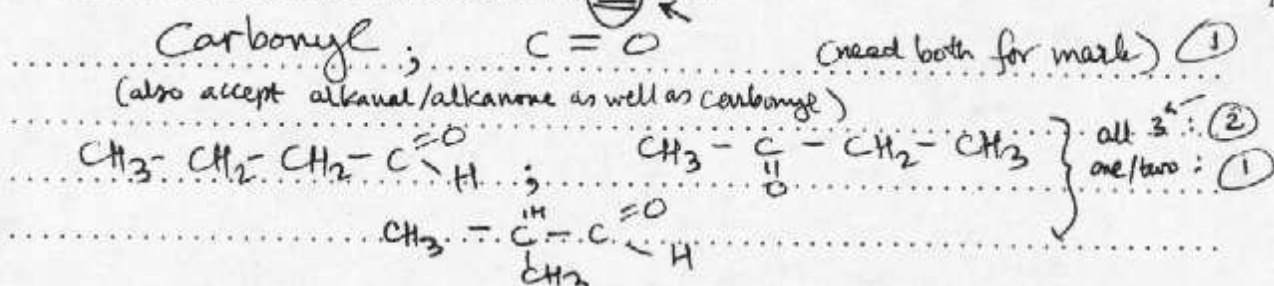 Carbonyl ; C = O (need both for mark) 1
(also accept alkanal/alkanone as well as carbonyl)
CH3- CH2- CH2- C =O H ; CH3 - C - CH2 - CH3 all 3 : 2
O one/two : 1
CH3 - CH - C =O H
CH3